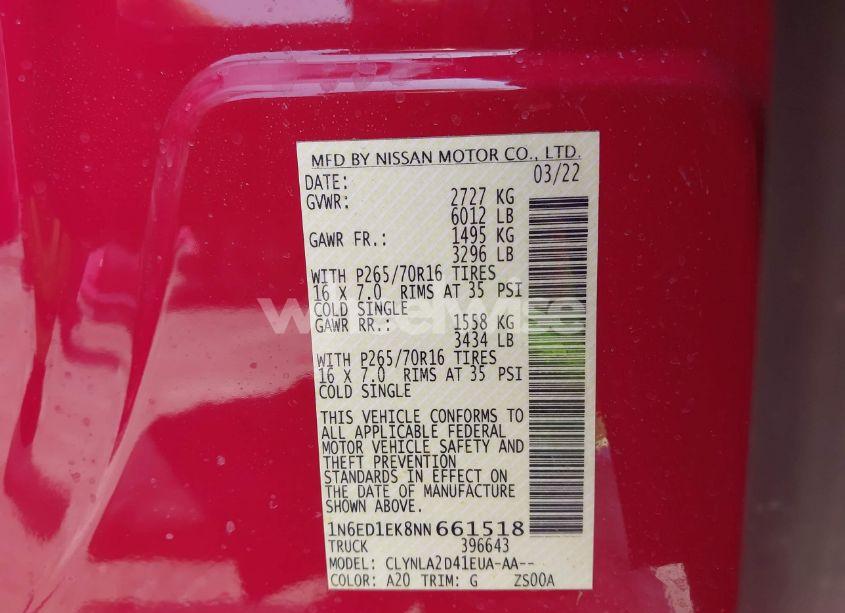 MFD BY NISSAN MOTOR CO., LTD.
DATE: 03/22
GVWR: 2727 KG
6012 LB
GAWR FR.: 1495 KG
3296 LB
WITH P265/70R16 TIRES
16 X 7.0 RIMS AT 35 PSI
COLD SINGLE
GAWR RR.: 1558 KG
3434 LB
WITH P265/70R16 TIRES
16 X 7.0 RIMS AT 35 PSI
COLD SINGLE
THIS VEHICLE CONFORMS TO
ALL APPLICABLE FEDERAL
MOTOR VEHICLE SAFETY AND
THEFT PREVENTION
STANDARDS IN EFFECT ON
THE DATE OF MANUFACTURE
SHOWN ABOVE.
1N6ED1EK8NN661518
TRUCK 396643
MODEL: CLYNLA2D41EUA-AA--
COLOR: A20 TRIM: G ZS00A